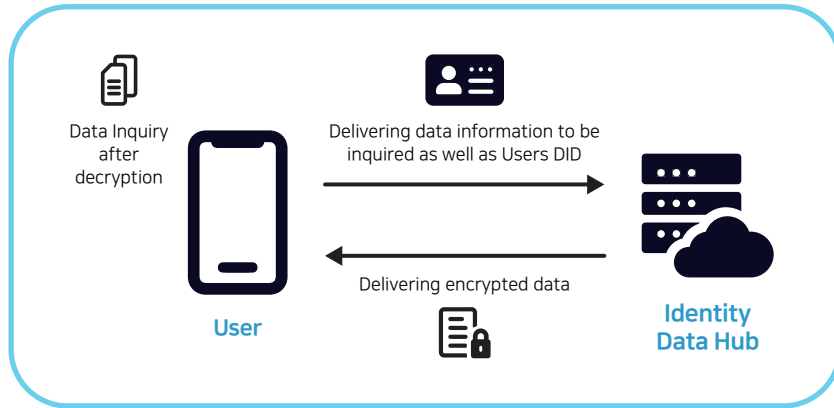 Data Inquiry
after
decryption
Delivering data information to be
inquired as well as Users DID
Delivering encrypted data
User
Identity
Data Hub